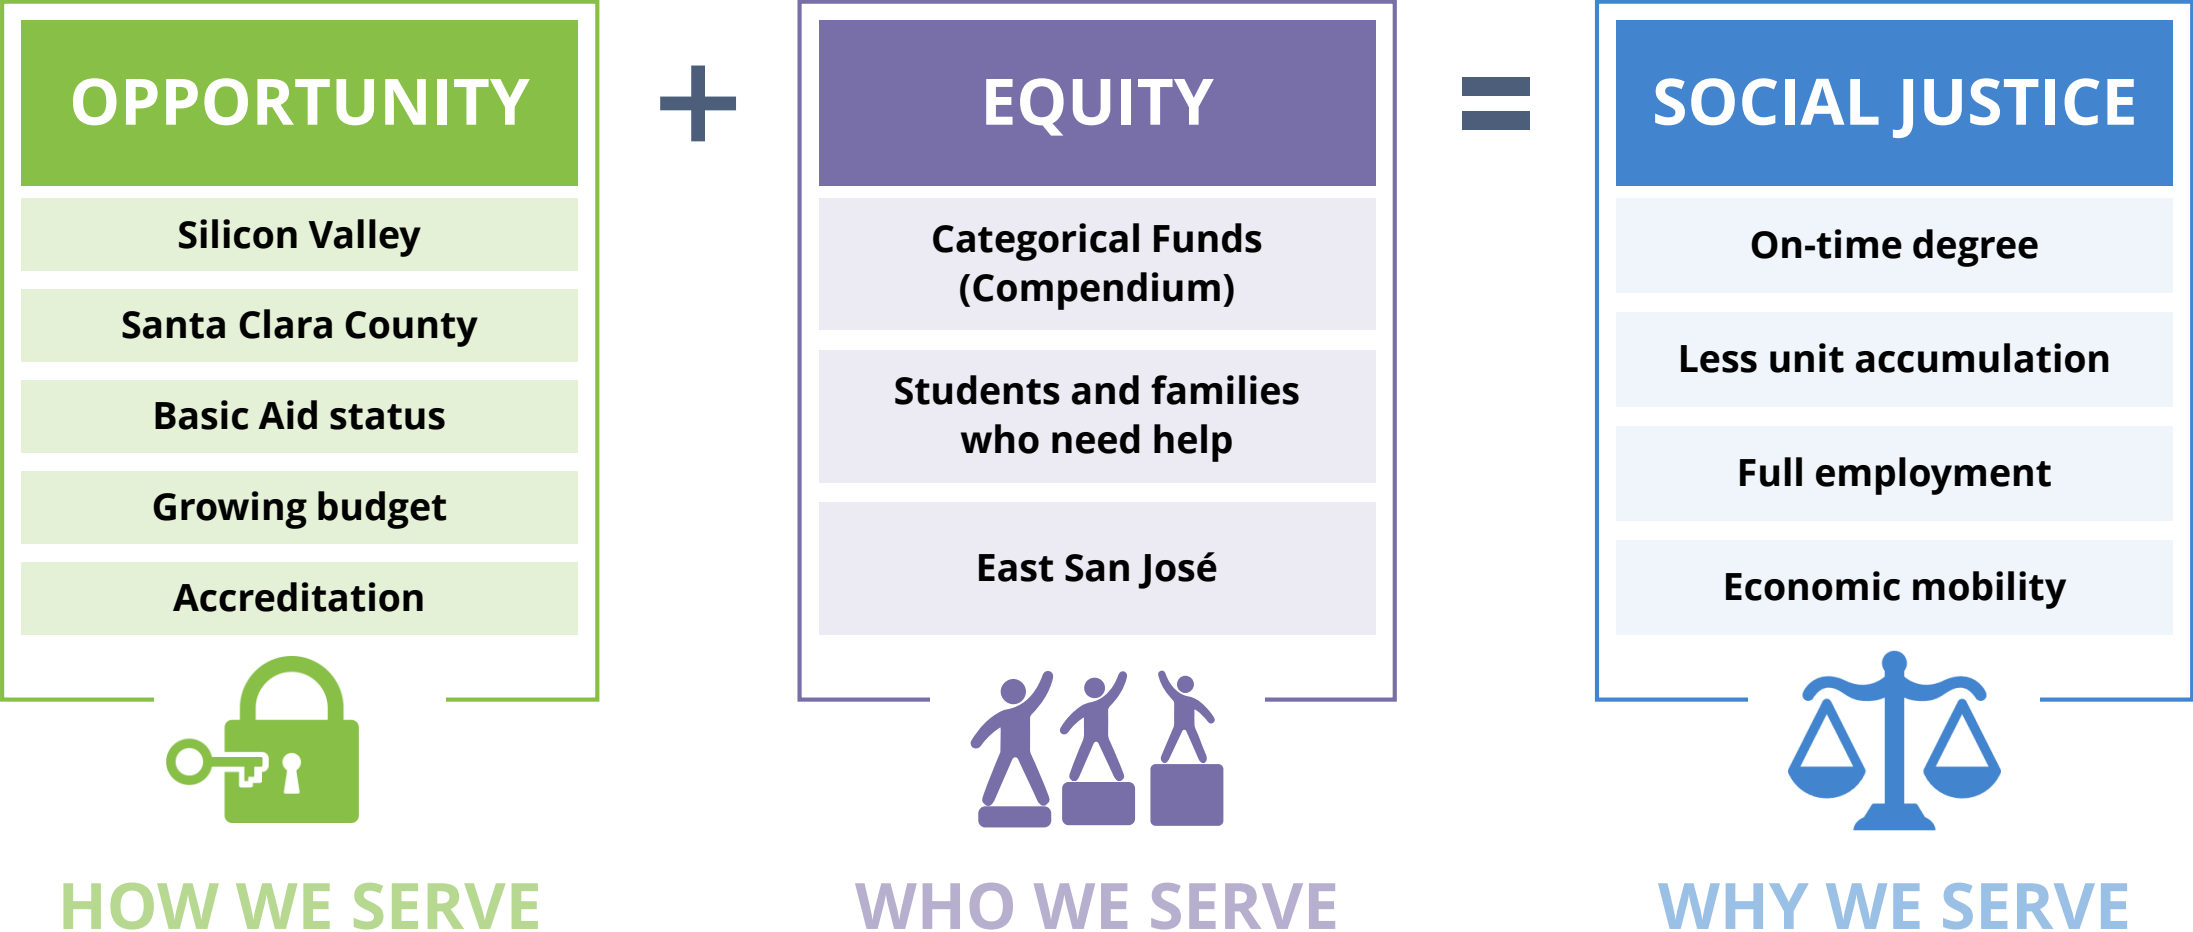 OPPORTUNITY
Silicon Valley
Santa Clara County
Basic Aid status
Growing budget
Accreditation
HOW WE SERVE
+
EQUITY
Categorical Funds
(Compendium)
Students and families
who need help
East San José
WHO WE SERVE
=
SOCIAL JUSTICE
On-time degree
Less unit accumulation
Full employment
Economic mobility
WHY WE SERVE